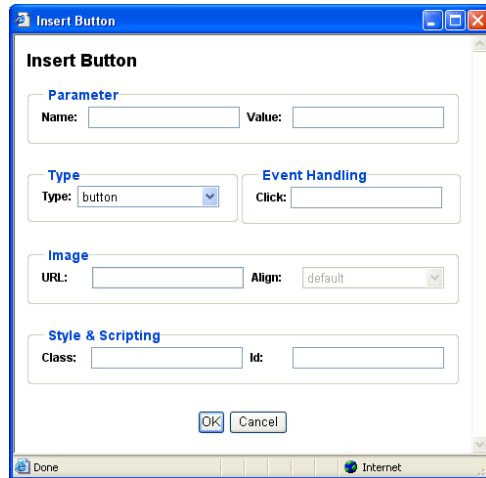 Insert Button
Insert Button
Parameter
Name: Value:
Type Event Handling
Type: button Click:
Image
URL: Align: default
Style & Scripting
Class: Id:
OK Cancel
Done Internet